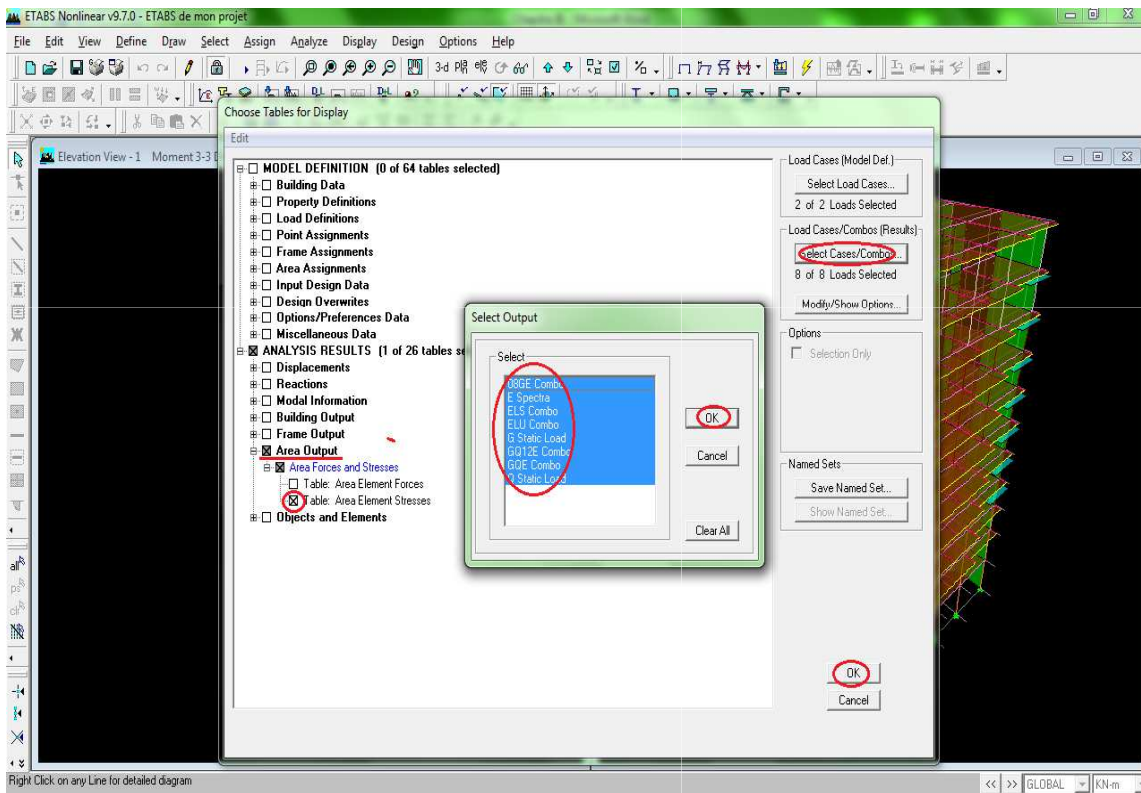 ETABS Nonlinear v9.7.0 - ETABS de mon projet
File Edit View Define Draw Select Assign Analyze Display Design Options Help
3-d
Choose Tables for Display
Edit
Elevation View - 1 Moment 3-3
MODEL DEFINITION (0 of 64 tables selected)
Building Data
Property Definitions
Load Definitions
Point Assignments
Frame Assignments
Area Assignments
Input Design Data
Design Overwrites
Options/Preferences Data
Miscellaneous Data
ANALYSIS RESULTS (1 of 26 tables
Displacements
Reactions
Modal Information
Building Output
Frame Output
Area Output
Area Forces and Stresses
Table: Area Element Forces
Table: Area Element Stresses
Objects and Elements
Select Output
Select
08GE Combo
E Spectra
ELS Combo
ELU Combo
G Static Load
GQ12E Combo
GQE Combo
Q Static Load
OK
Cancel
Clear All
Load Cases (Model Def.)
Select Load Cases...
2 of 2 Loads Selected
Load Cases/Combos (Results)
Select Cases/Combos...
8 of 8 Loads Selected
Modify/Show Options...
Options
Selection Only
Named Sets
Save Named Set...
Show Named Set...
OK
Cancel
all
ps
clr
Right Click on any Line for detailed diagram
<< >> GLOBAL KN-m